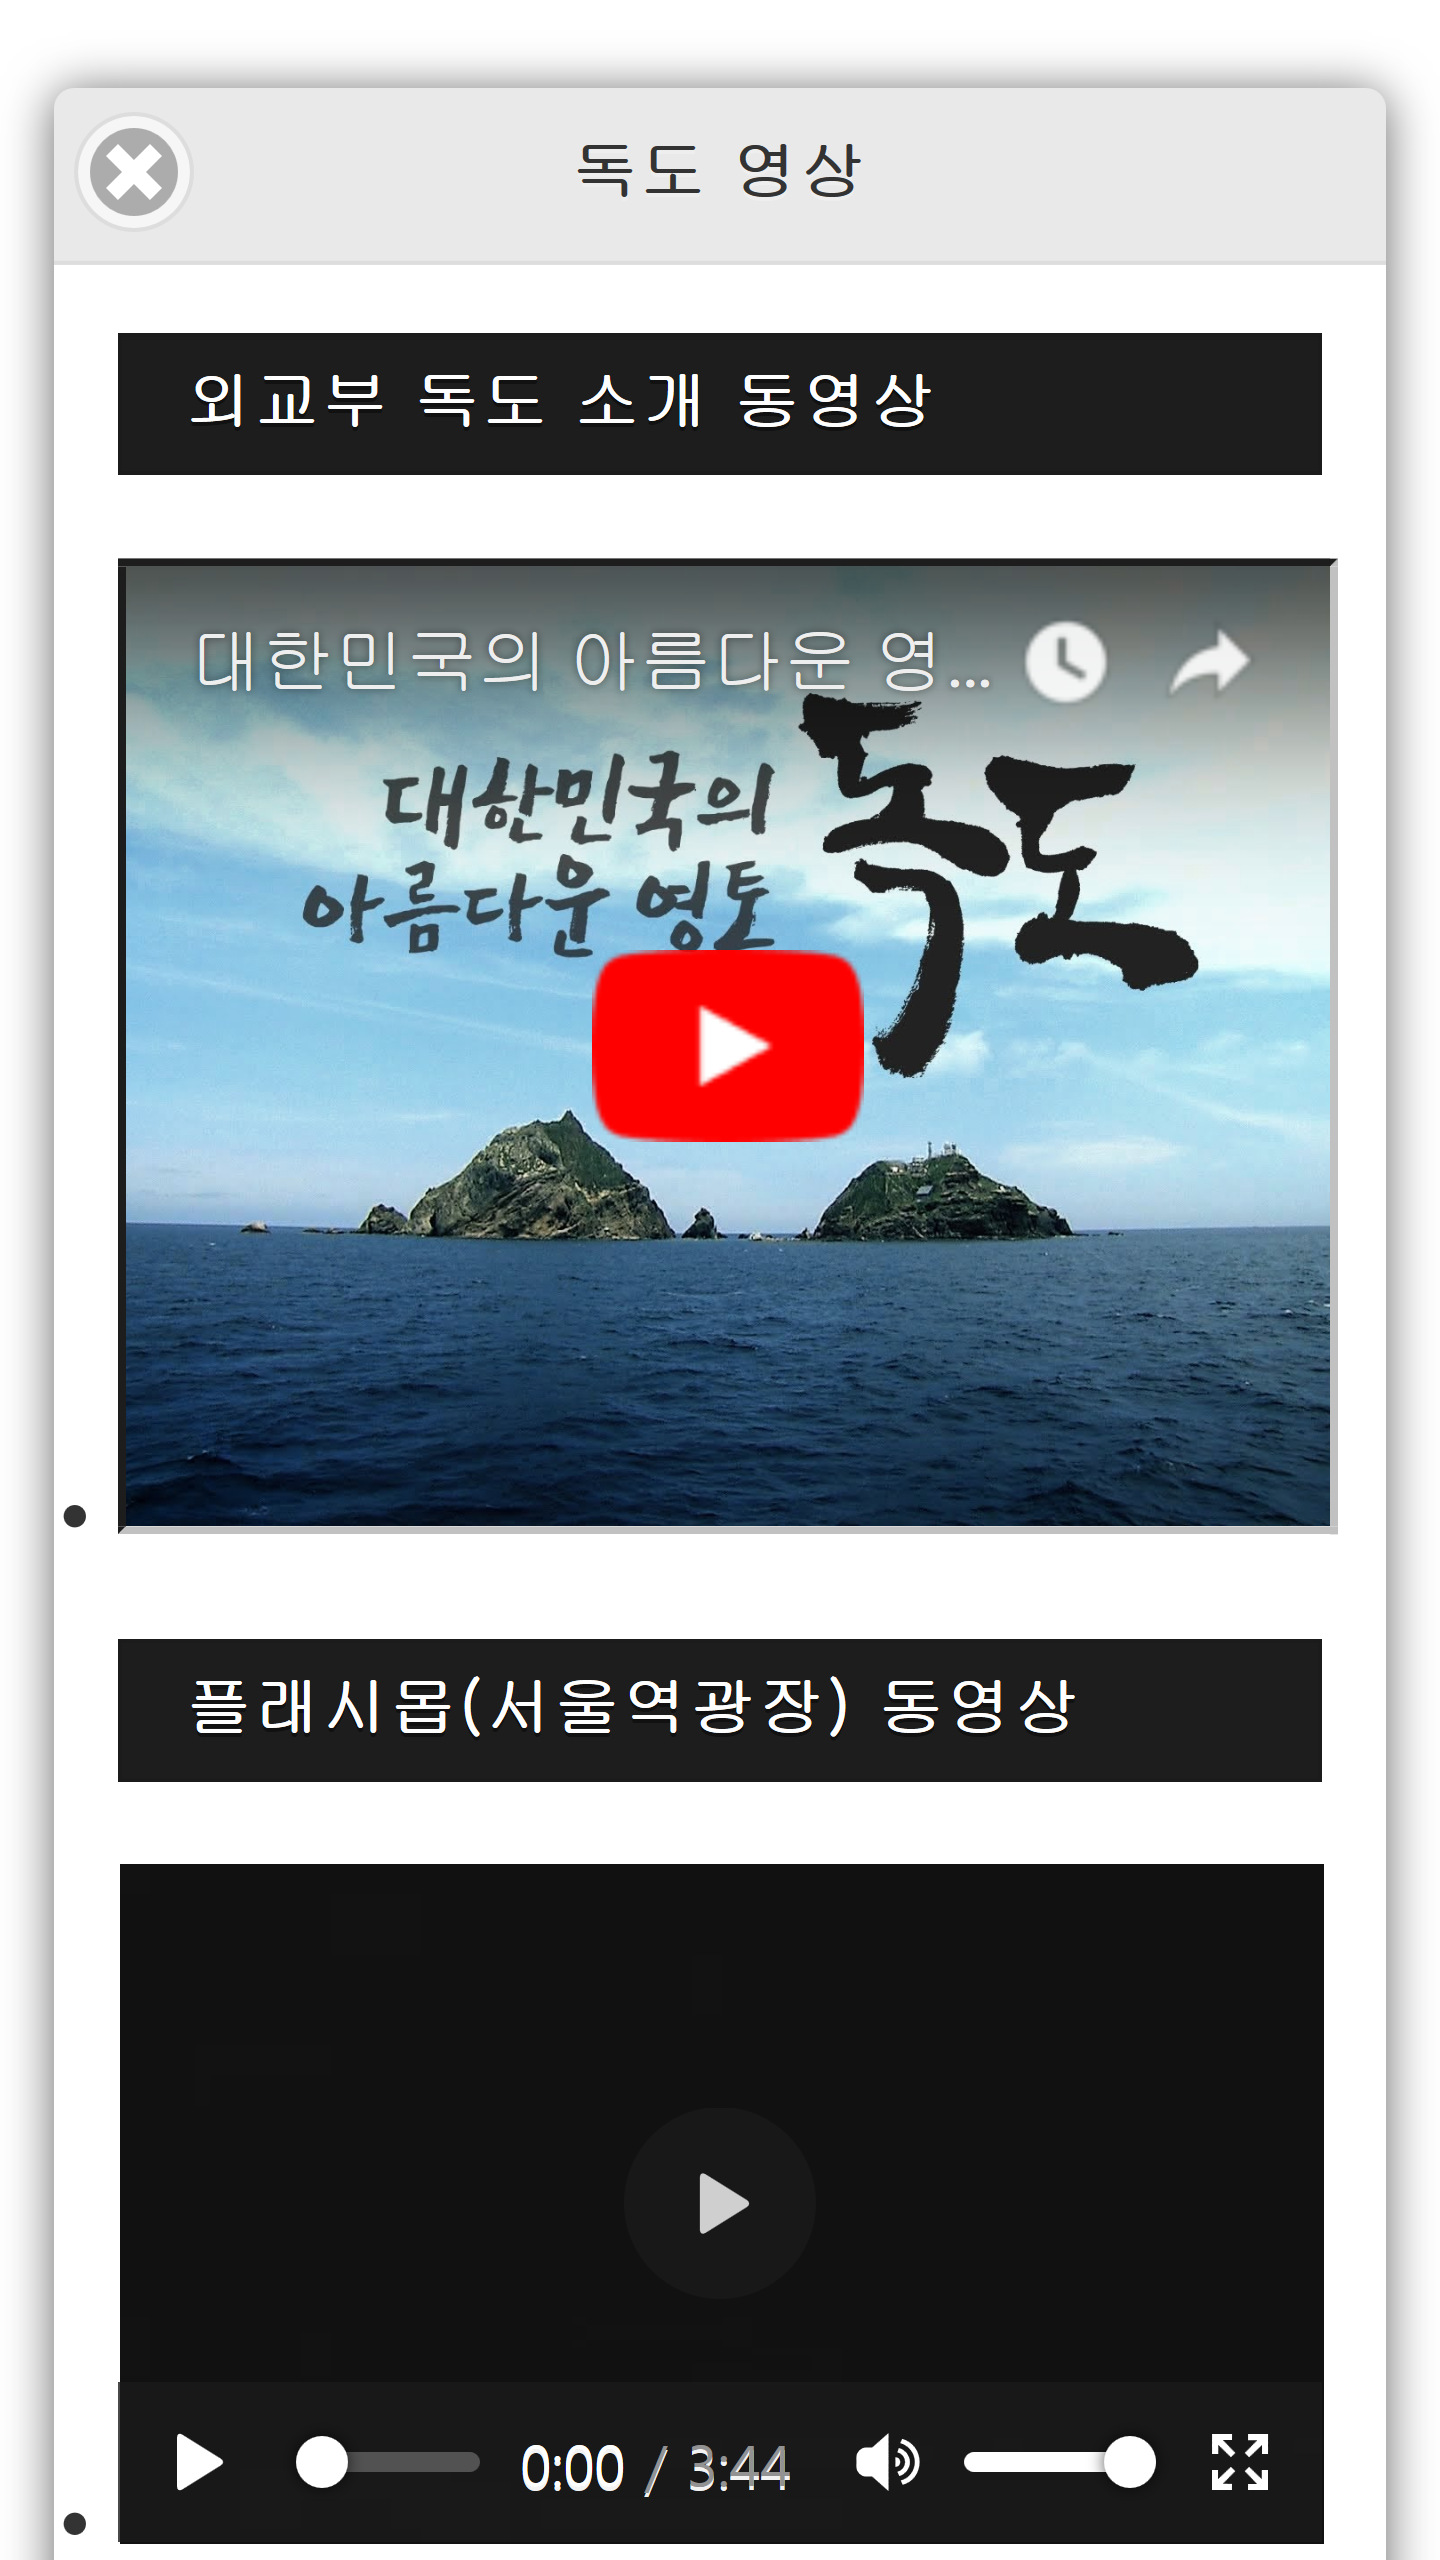 독도 영상
외교부 독도 소개 동영상
대한민국의 아름다운 영...
대한민국의
아름다운 영토
독도
플래시몹(서울역광장) 동영상
0:00 / 3:44